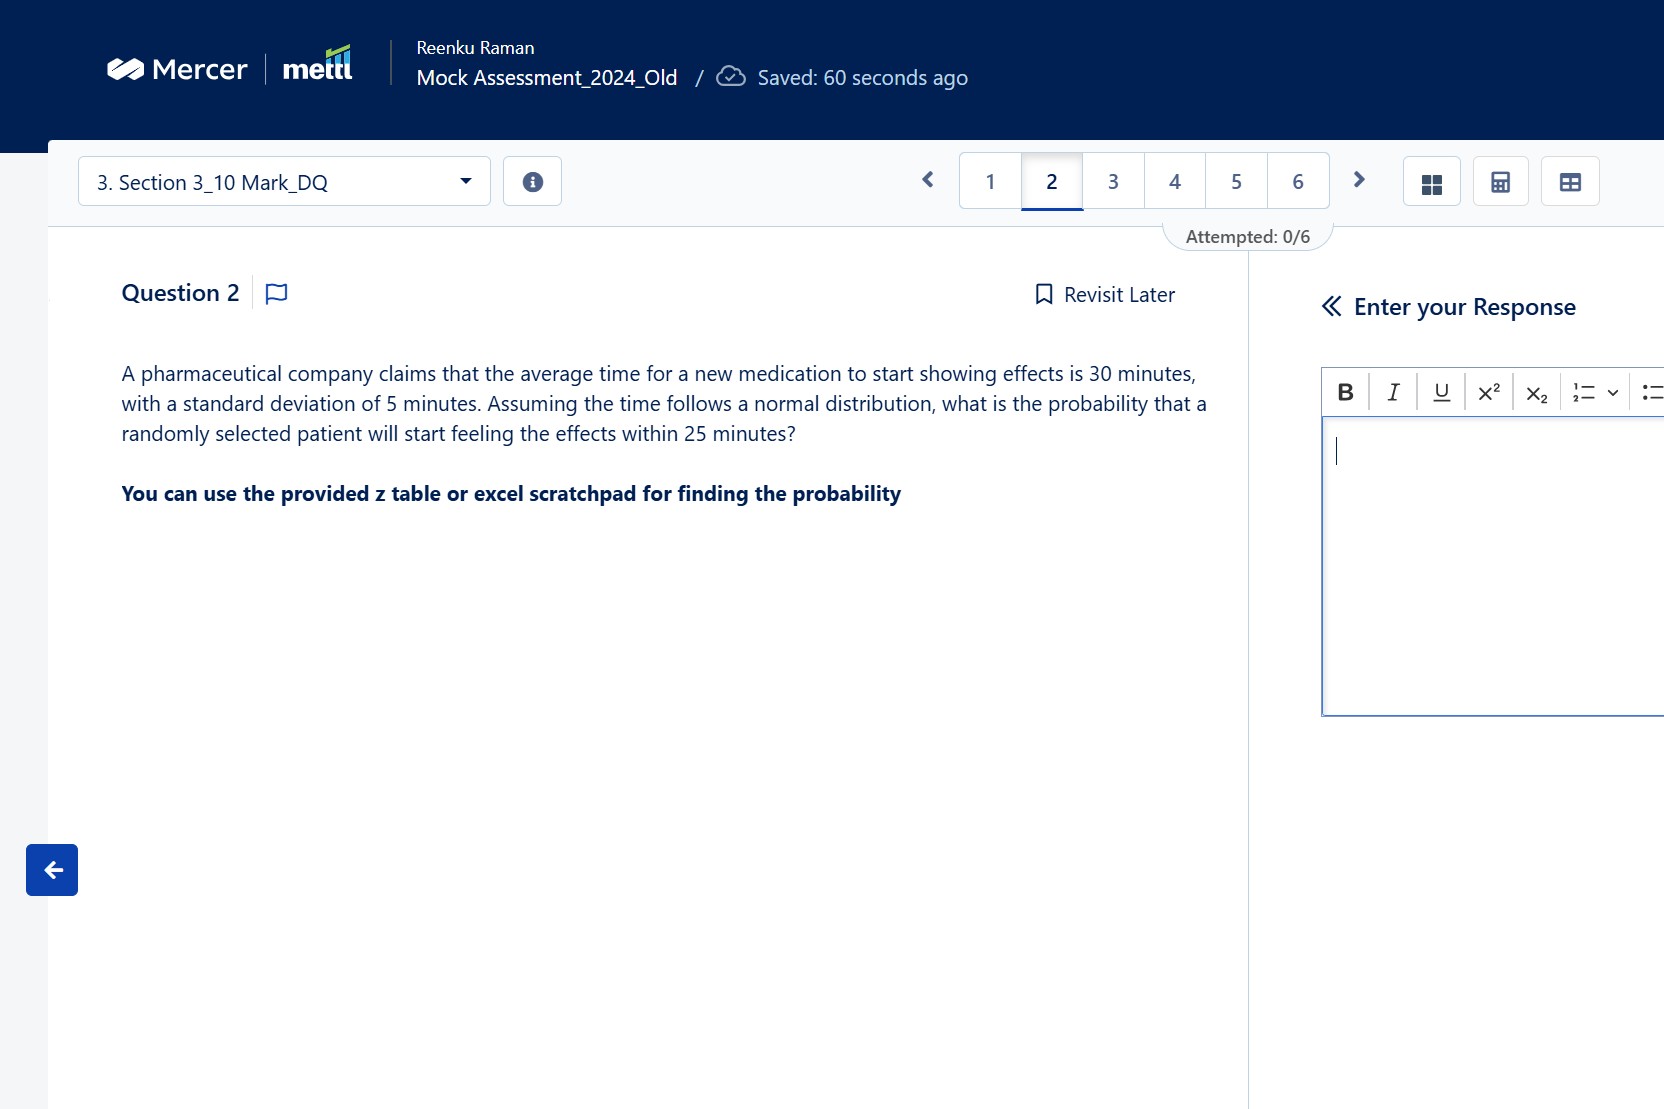 Mercer | mettl
Reenku Raman
Mock Assessment_2024_Old / Saved: 60 seconds ago
3. Section 3_10 Mark_DQ
1 2 3 4 5 6
Attempted: 0/6
Question 2
Revisit Later
A pharmaceutical company claims that the average time for a new medication to start showing effects is 30 minutes,
with a standard deviation of 5 minutes. Assuming the time follows a normal distribution, what is the probability that a
randomly selected patient will start feeling the effects within 25 minutes?
You can use the provided z table or excel scratchpad for finding the probability
Enter your Response
B I U X² X₂